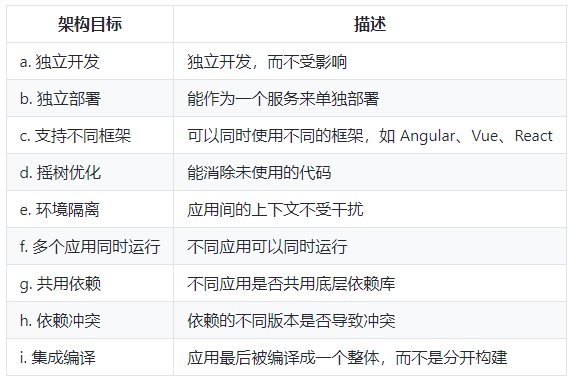 架构目标 描述
a. 独立开发 独立开发，而不受影响
b. 独立部署 能作为一个服务来单独部署
c. 支持不同框架 可以同时使用不同的框架，如 Angular、Vue、React
d. 摇树优化 能消除未使用的代码
e. 环境隔离 应用间的上下文不受干扰
f. 多个应用同时运行 不同应用可以同时运行
g. 共用依赖 不同应用是否共用底层依赖库
h. 依赖冲突 依赖的不同版本是否导致冲突
i. 集成编译 应用最后被编译成一个整体，而不是分开构建